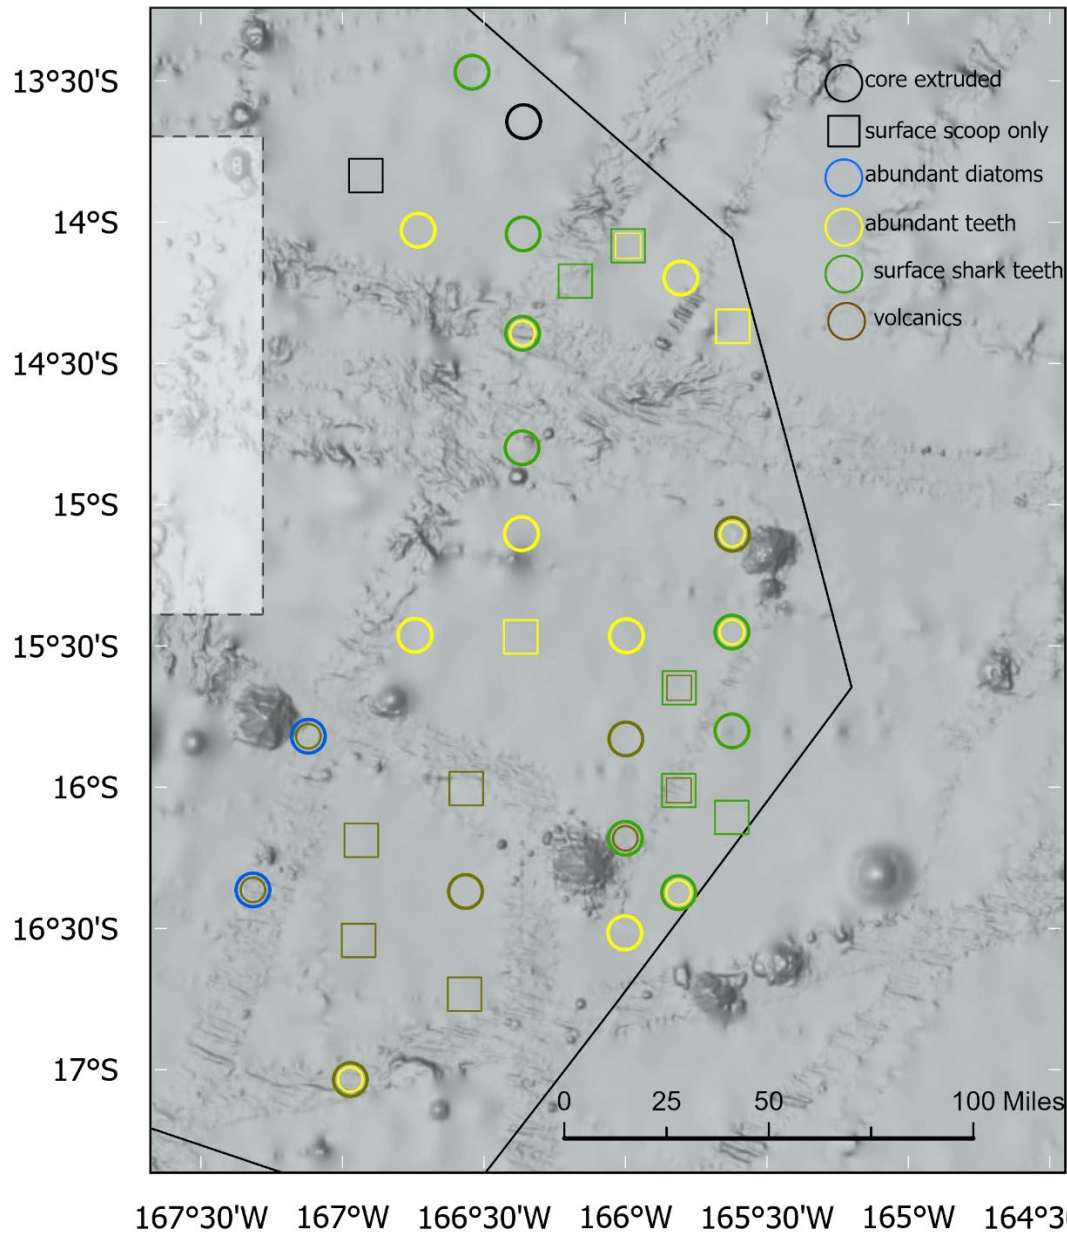 13°30'S
14°S
14°30'S
15°S
15°30'S
16°S
16°30'S
17°S
core extruded
surface scoop only
abundant diatoms
abundant teeth
surface shark teeth
volcanics
0 25 50 100 Miles
167°30'W 167°W 166°30'W 166°W 165°30'W 165°W 164°3